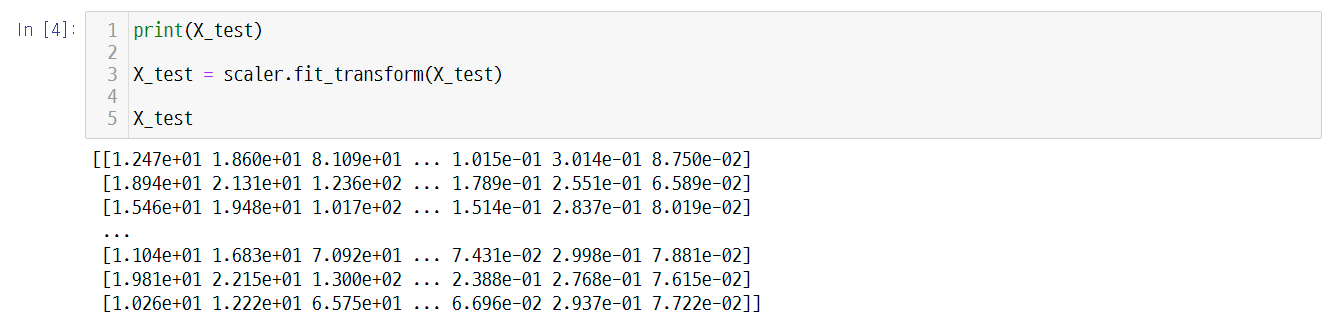 In [4]:
1 print(X_test)
2
3 X_test = scaler.fit_transform(X_test)
4
5 X_test
[[1.247e+01 1.860e+01 8.109e+01 ... 1.015e-01 3.014e-01 8.750e-02]
[1.894e+01 2.131e+01 1.236e+02 ... 1.789e-01 2.551e-01 6.589e-02]
[1.546e+01 1.948e+01 1.017e+02 ... 1.514e-01 2.837e-01 8.019e-02]
...
[1.104e+01 1.683e+01 7.092e+01 ... 7.431e-02 2.998e-01 7.881e-02]
[1.981e+01 2.215e+01 1.300e+02 ... 2.388e-01 2.768e-01 7.615e-02]
[1.026e+01 1.222e+01 6.575e+01 ... 6.696e-02 2.937e-01 7.722e-02]]